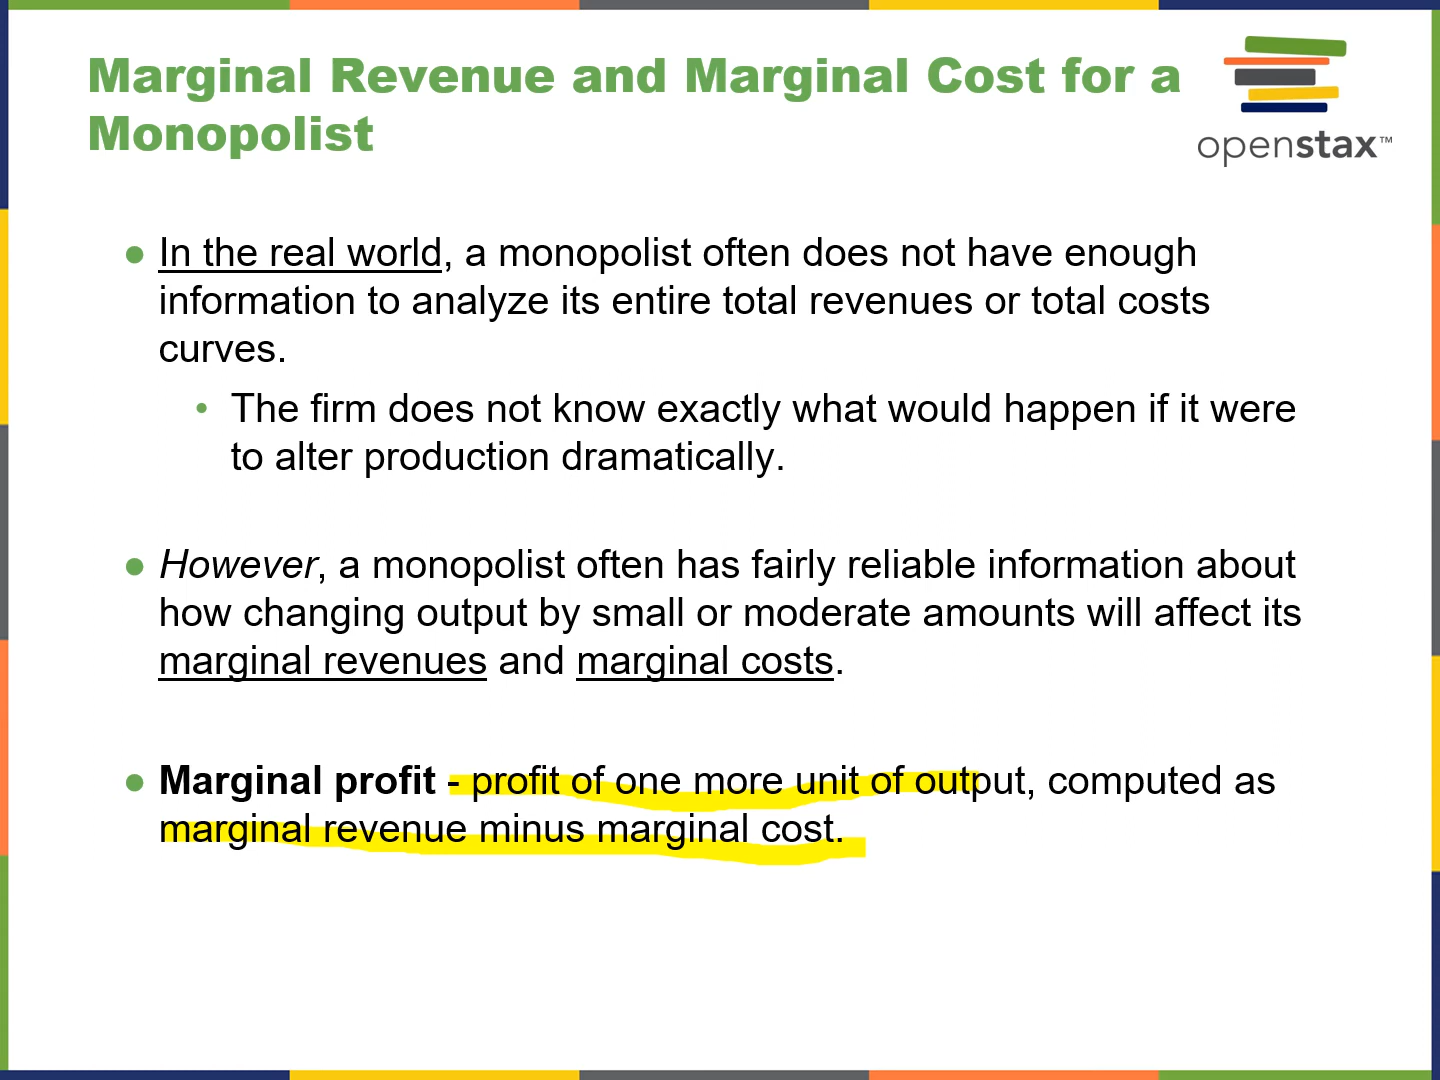 Marginal Revenue and Marginal Cost for a
Monopolist
openstax™
● In the real world, a monopolist often does not have enough
information to analyze its entire total revenues or total costs
curves.
• The firm does not know exactly what would happen if it were
to alter production dramatically.
● However, a monopolist often has fairly reliable information about
how changing output by small or moderate amounts will affect its
marginal revenues and marginal costs.
● Marginal profit - profit of one more unit of output, computed as
marginal revenue minus marginal cost.